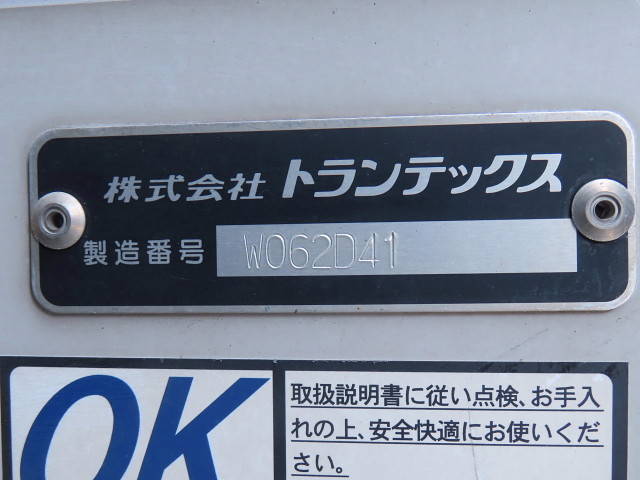 株式会社 トランテックス
製造番号 W062D41
OK
取扱説明書に従い点検、お手入
れの上、安全快適にお使いくだ
さい。